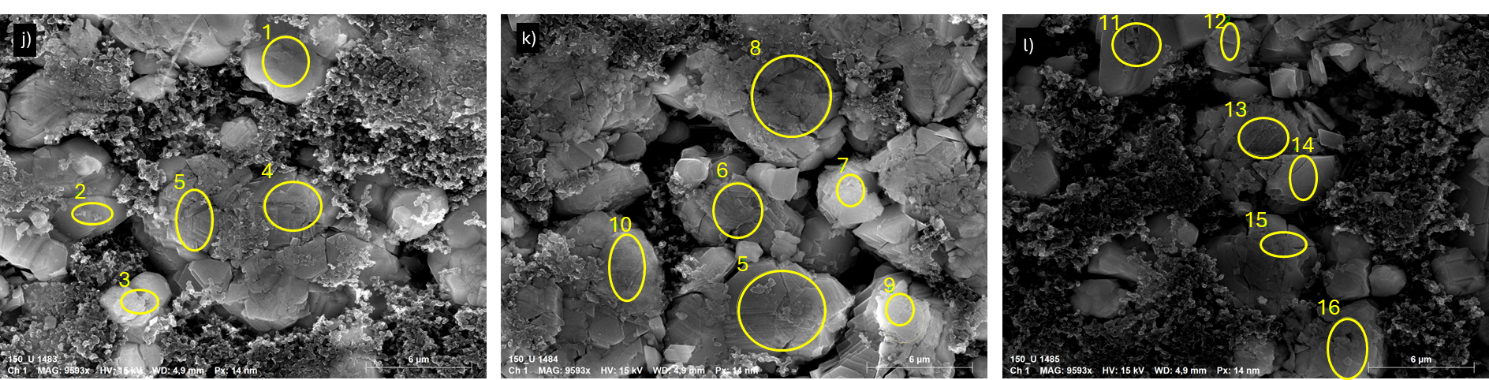 j)
1
2
5
4
3
150_U 1483
Ch 1 MAG: 9593x HV: 15 kV WD: 4,9 mm Px: 14 nm
6 µm
k)
8
7
6
10
5
9
150_U 1484
Ch 1 MAG: 9593x HV: 15 kV WD: 4,9 mm Px: 14 nm
6 µm
l)
11
12
13
14
15
16
150_U 1485
Ch 1 MAG: 9593x HV: 15 kV WD: 4,9 mm Px: 14 nm
6 µm